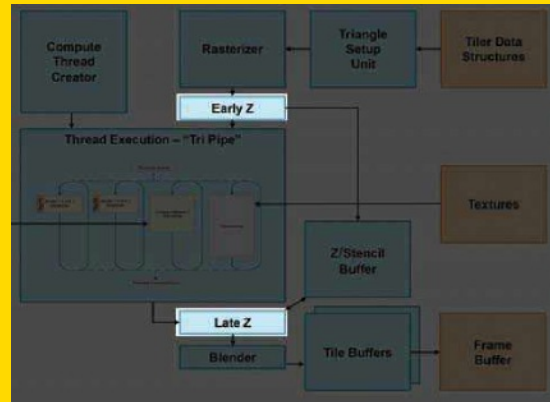 Compute
Thread
Creator
Rasterizer
Triangle
Setup
Unit
Tiler Data
Structures
Early Z
Thread Execution – "Tri Pipe"
Textures
Z/Stencil
Buffer
Late Z
Blender
Tile Buffers
Frame
Buffer